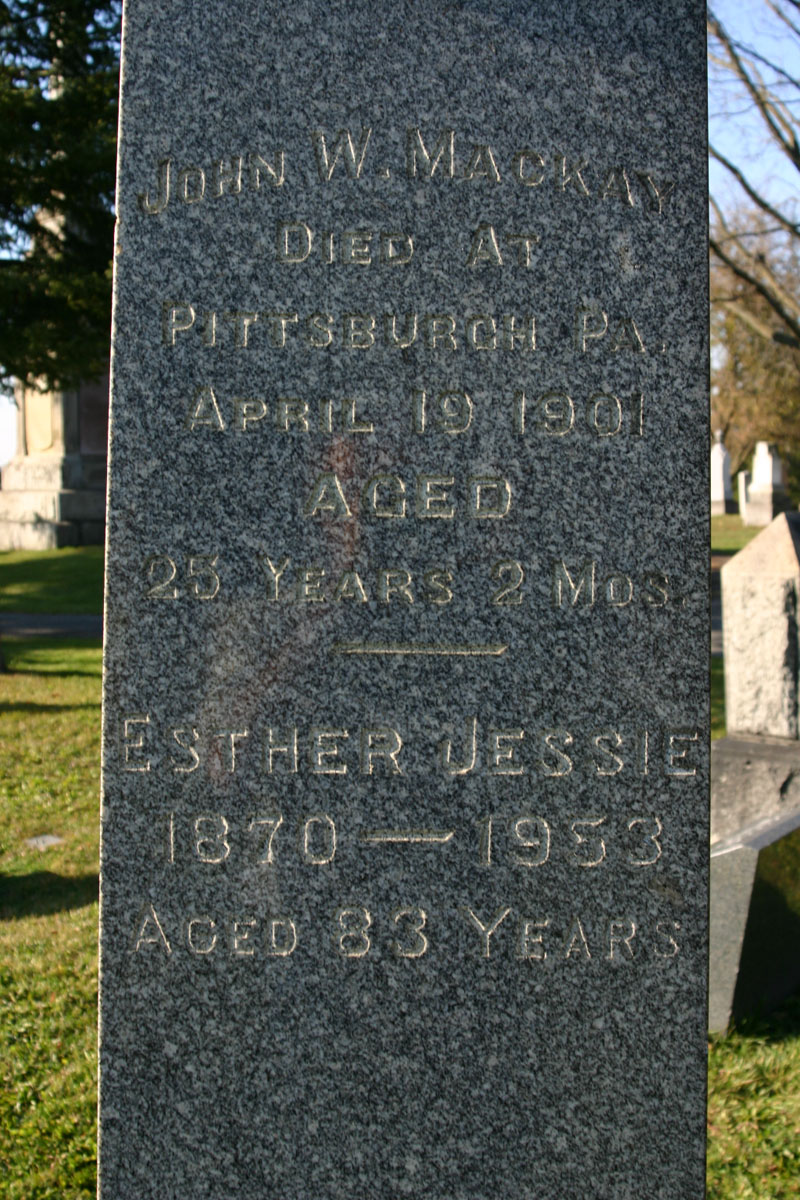 John W. Mackay
Died At
Pittsburgh Pa.
April 19 1901
Aged
25 Years 2 Mos.
Esther Jessie
1870 — 1953
Aged 83 Years